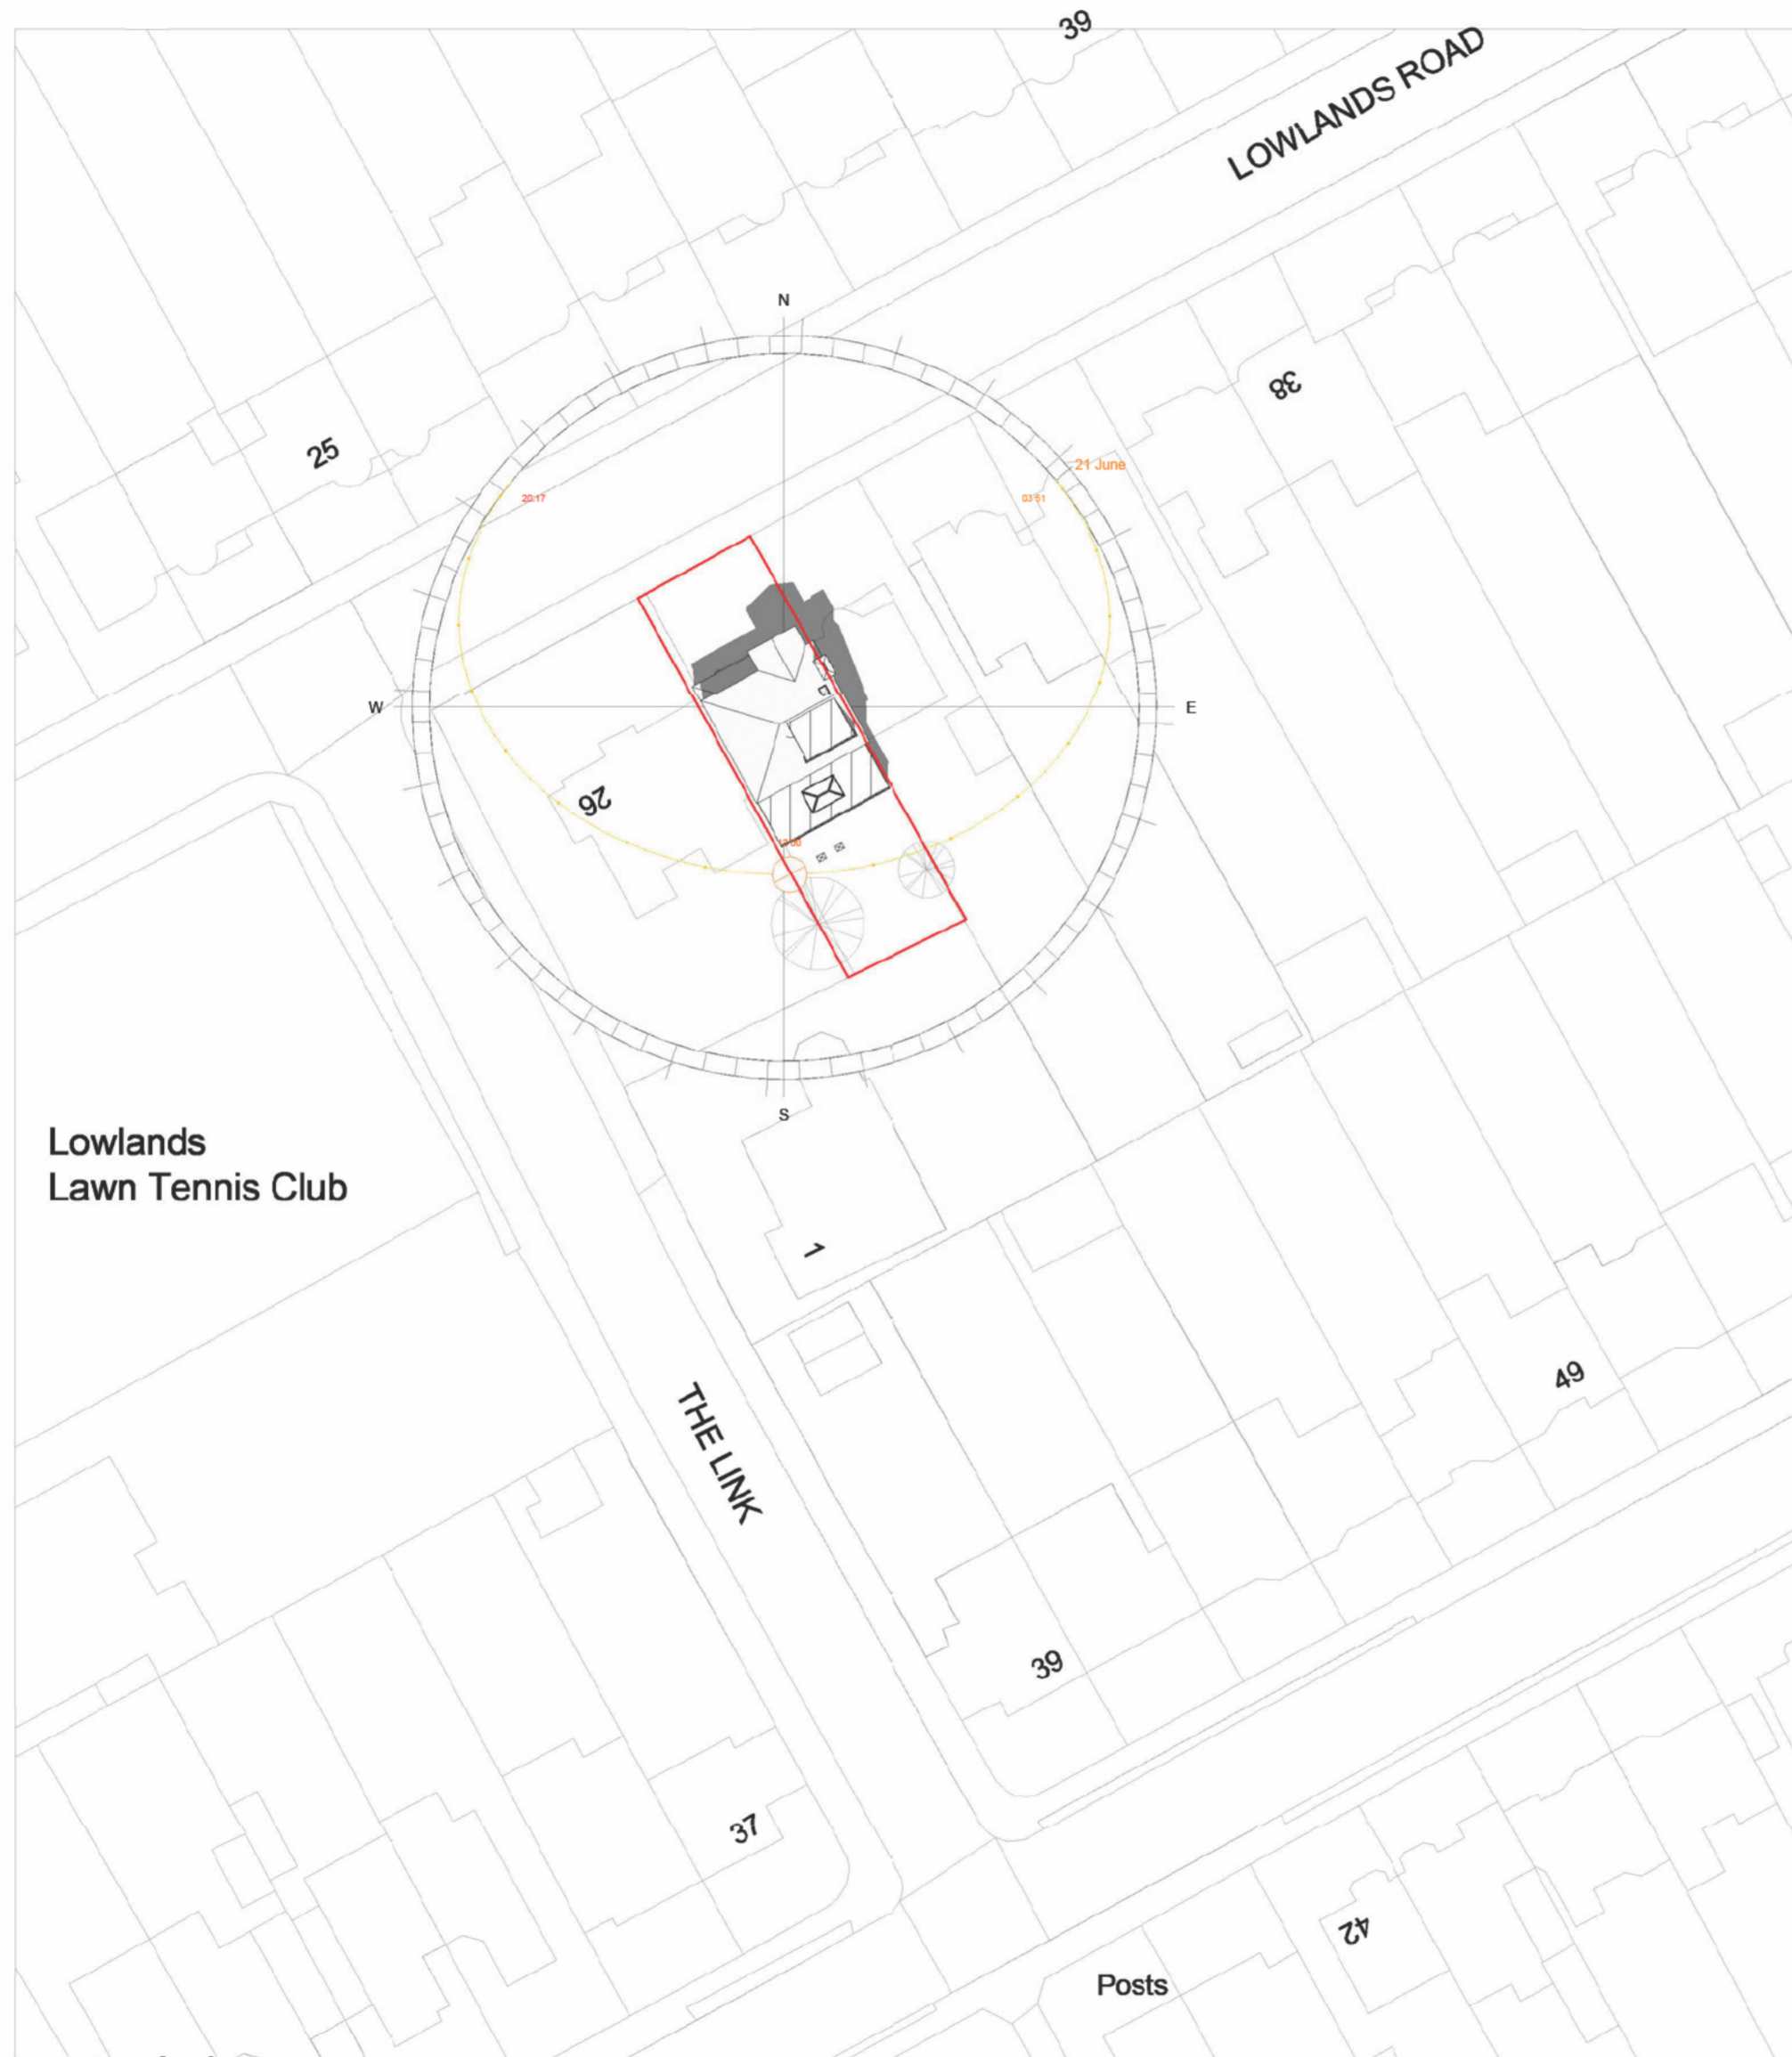 39
LOWLANDS ROAD
N
38
25
21 June
20:17
03:51
W
E
26
S
Lowlands
Lawn Tennis Club
1
49
THE LINK
39
37
42
Posts